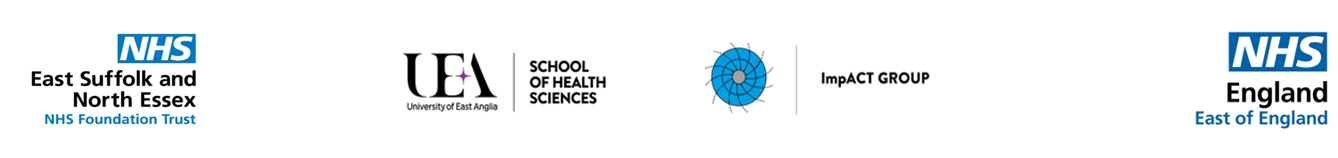 NHS
East Suffolk and
North Essex
NHS Foundation Trust
UEA
University of East Anglia
SCHOOL
OF HEALTH
SCIENCES
ImpACT GROUP
NHS
England
East of England